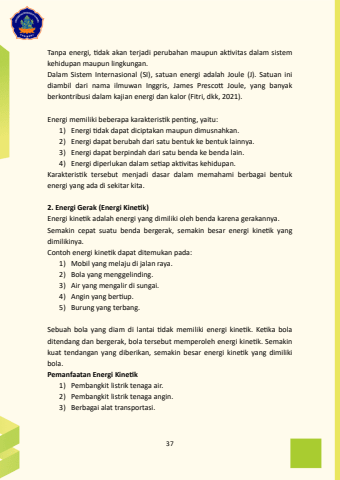 Tanpa energi, tidak akan terjadi perubahan maupun aktivitas dalam sistem
kehidupan maupun lingkungan.
Dalam Sistem Internasional (SI), satuan energi adalah Joule (J). Satuan ini
diambil dari nama ilmuwan Inggris, James Prescott Joule, yang banyak
berkontribusi dalam kajian energi dan kalor (Fitri, dkk, 2021).
Energi memiliki beberapa karakteristik penting, yaitu:
1) Energi tidak dapat diciptakan maupun dimusnahkan.
2) Energi dapat berubah dari satu bentuk ke bentuk lainnya.
3) Energi dapat berpindah dari satu benda ke benda lain.
4) Energi diperlukan dalam setiap aktivitas kehidupan.
Karakteristik tersebut menjadi dasar dalam memahami berbagai bentuk
energi yang ada di sekitar kita.
2. Energi Gerak (Energi Kinetik)
Energi kinetik adalah energi yang dimiliki oleh benda karena gerakannya.
Semakin cepat suatu benda bergerak, semakin besar energi kinetik yang
dimilikinya.
Contoh energi kinetik dapat ditemukan pada:
1) Mobil yang melaju di jalan raya.
2) Bola yang menggelinding.
3) Air yang mengalir di sungai.
4) Angin yang bertiup.
5) Burung yang terbang.
Sebuah bola yang diam di lantai tidak memiliki energi kinetik. Ketika bola
ditendang dan bergerak, bola tersebut memperoleh energi kinetik. Semakin
kuat tendangan yang diberikan, semakin besar energi kinetik yang dimiliki
bola.
Pemanfaatan Energi Kinetik
1) Pembangkit listrik tenaga air.
2) Pembangkit listrik tenaga angin.
3) Berbagai alat transportasi.
37